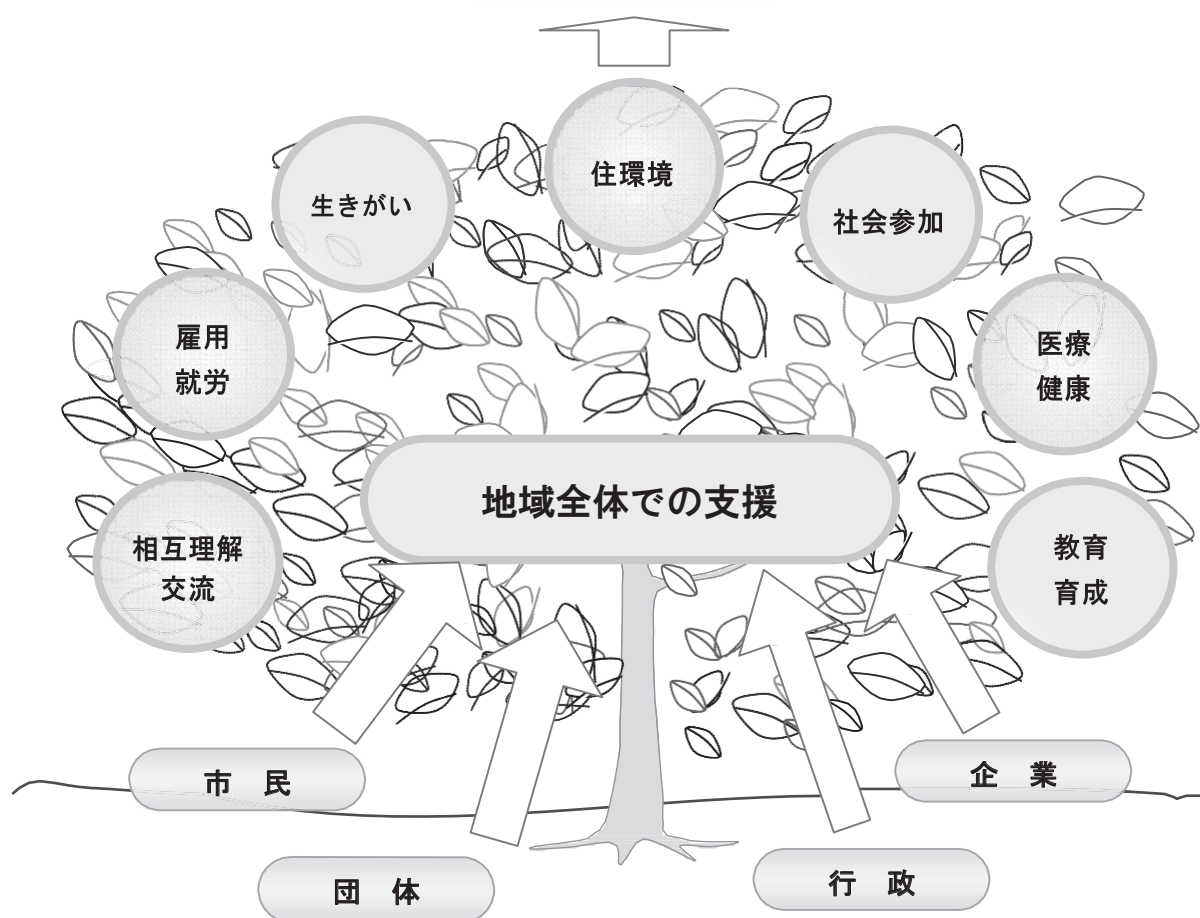 住環境
生きがい
社会参加
雇用
就労
医療
健康
地域全体での支援
相互理解
交流
教育
育成
市　民
企　業
団　体
行　政